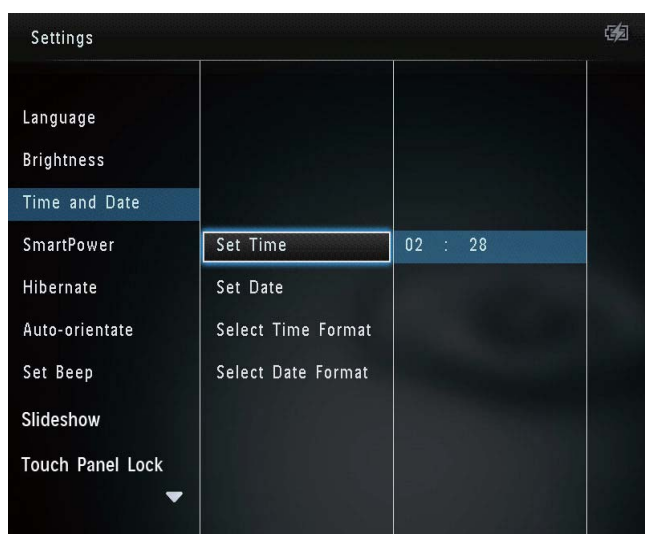 Settings
Language
Brightness
Time and Date
SmartPower
Hibernate
Auto-orientate
Set Beep
Slideshow
Touch Panel Lock
Set Time
Set Date
Select Time Format
Select Date Format
02 : 28